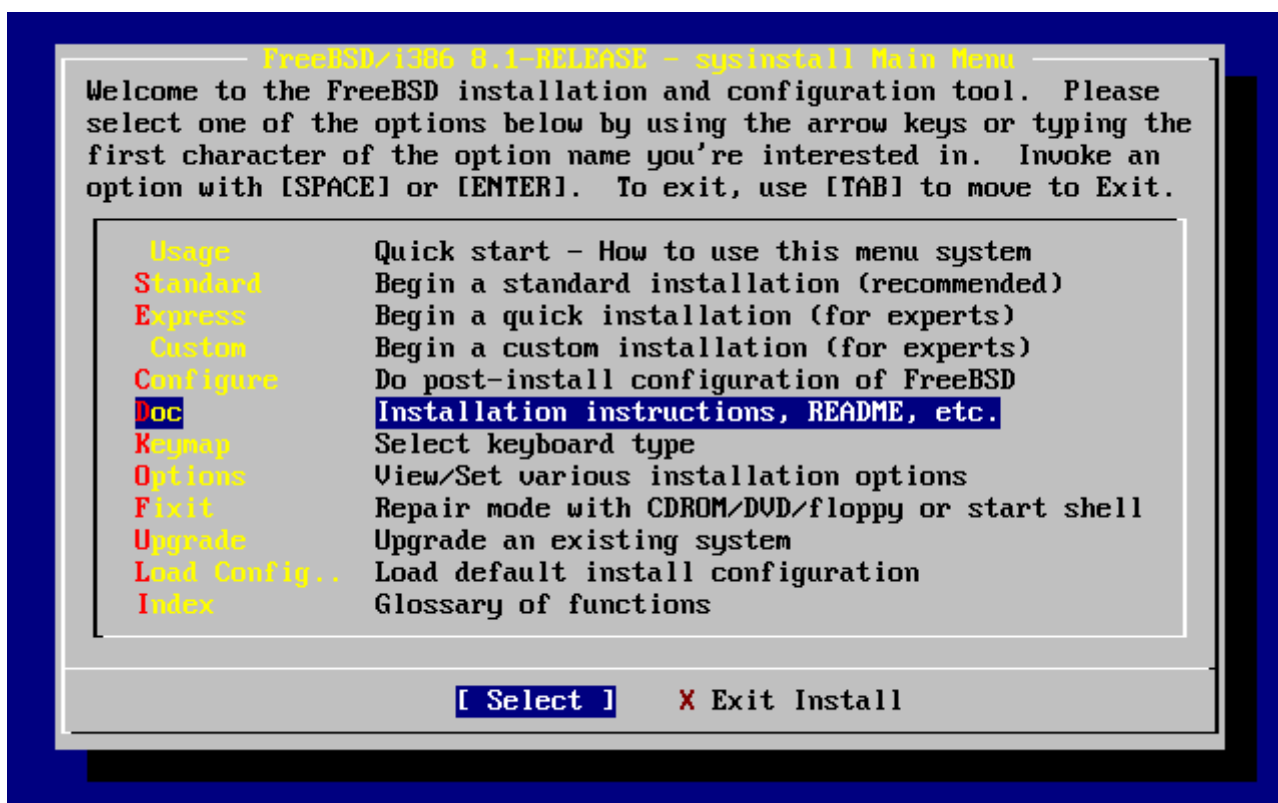 FreeBSD/i386 8.1-RELEASE - sysinstall Main Menu
Welcome to the FreeBSD installation and configuration tool.  Please
select one of the options below by using the arrow keys or typing the
first character of the option name you're interested in.  Invoke an
option with [SPACE] or [ENTER].  To exit, use [TAB] to move to Exit.
Usage Quick start - How to use this menu system
Standard Begin a standard installation (recommended)
Express Begin a quick installation (for experts)
Custom Begin a custom installation (for experts)
Configure Do post-install configuration of FreeBSD
Doc Installation instructions, README, etc.
Keymap Select keyboard type
Options View/Set various installation options
Fixit Repair mode with CDROM/DVD/floppy or start shell
Upgrade Upgrade an existing system
Load Config.. Load default install configuration
Index Glossary of functions
[ Select ] X Exit Install